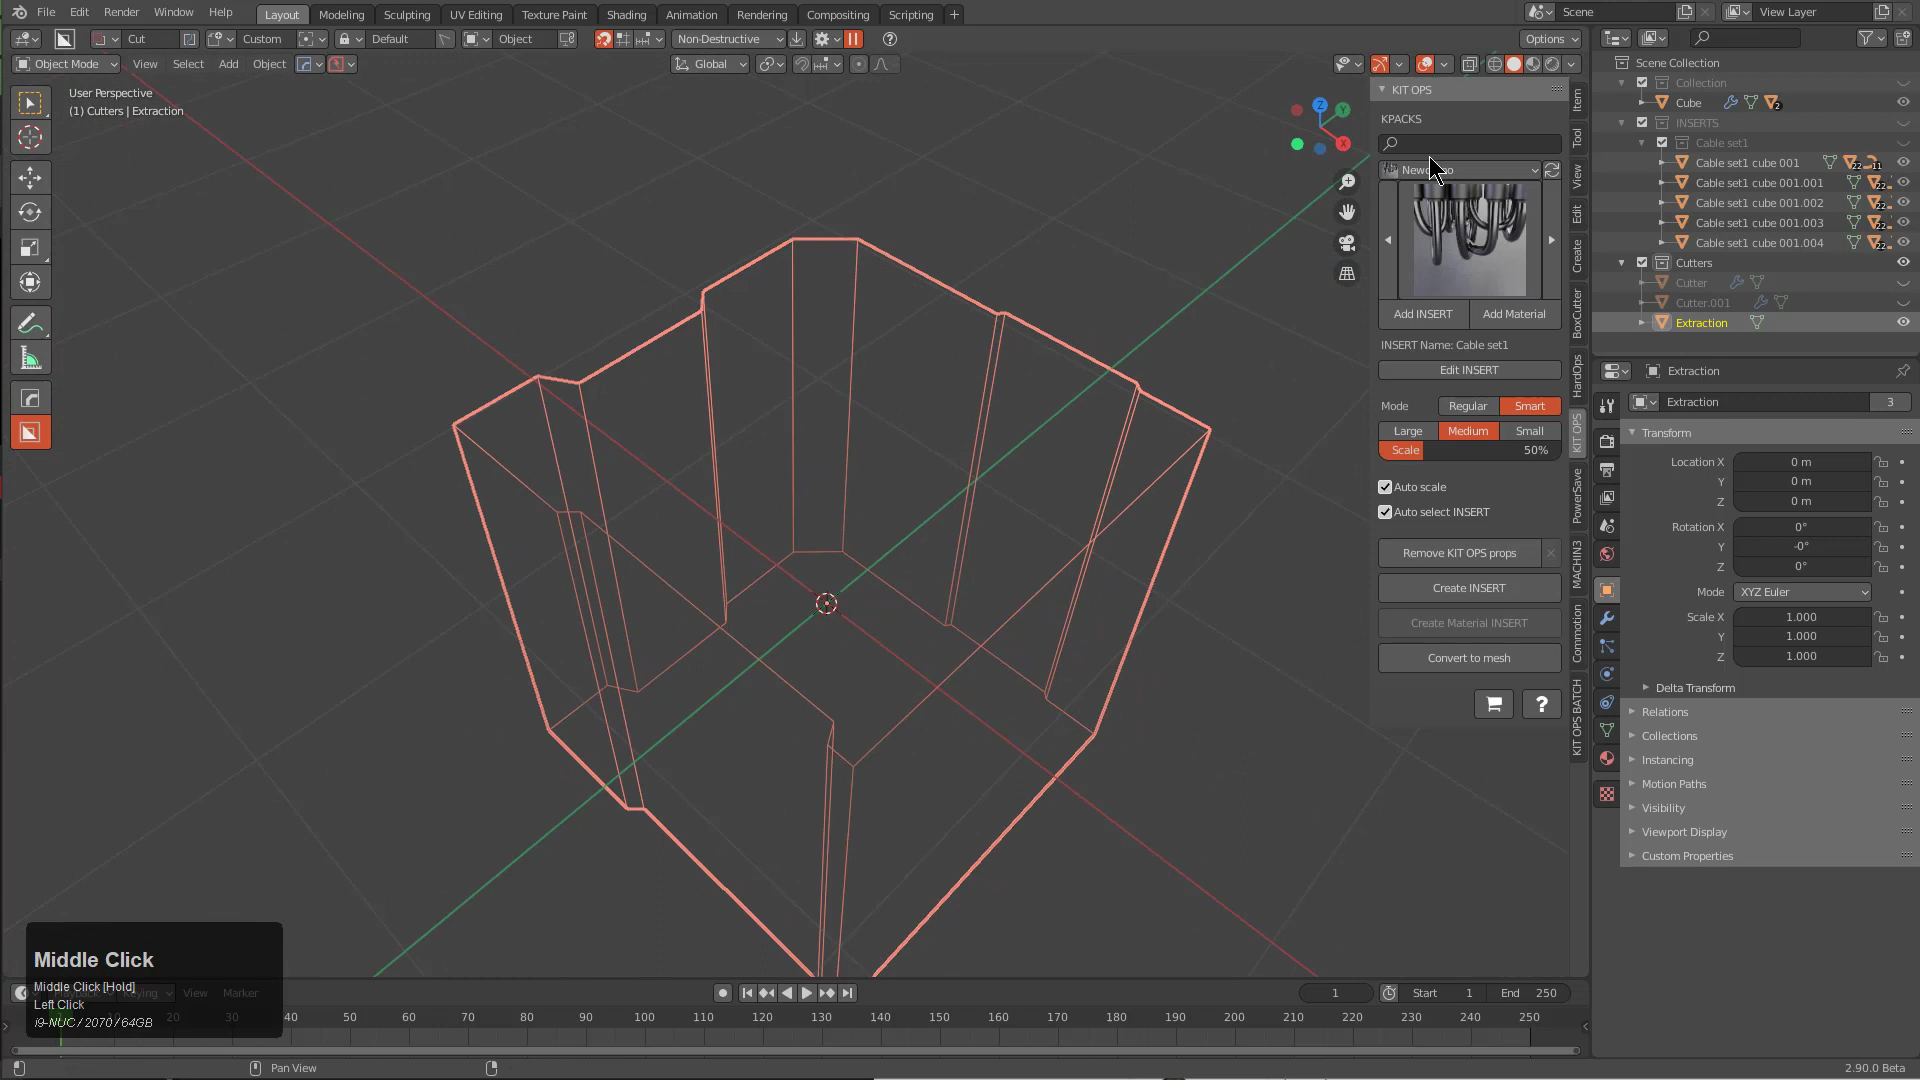 File Edit Render Window Help Layout Modeling Sculpting UV Editing Texture Paint Shading Animation Rendering Compositing Scripting + Scene View Layer
Cut Custom Default Object Non-Destructive Options
Object Mode View Select Add Object Global
User Perspective
(1) Cutters | Extraction
X
Y
Z
KIT OPS
KPACKS
Add INSERT Add Material
INSERT Name: Cable set1
Edit INSERT
Mode Regular Smart
Large Medium Small
Scale 50%
Auto scale
Auto select INSERT
Remove KIT OPS props
Create INSERT
Create Material INSERT
Convert to mesh
?
Item
Tool
View
Edit
Create
BoxCutter
HardOps
KIT OPS
PowerSave
MACHIN3
Commotion
KIT OPS BATCH
Scene Collection
Collection
Cube 2
INSERTS
Cable set1
Cable set1 cube 001 22 11
Cable set1 cube 001.001 22
Cable set1 cube 001.002 22
Cable set1 cube 001.003 22
Cable set1 cube 001.004 22
Cutters
Cutter
Cutter.001
Extraction
Extraction
Extraction 3
Transform
Location X 0 m
Y 0 m
Z 0 m
Rotation X 0°
Y -0°
Z 0°
Mode XYZ Euler
Scale X 1.000
Y 1.000
Z 1.000
Delta Transform
Relations
Collections
Instancing
Motion Paths
Visibility
Viewport Display
Custom Properties
Middle Click
Middle Click [Hold]
Left Click
i9-NUC / 2070 / 64GB
Playback Keying View Marker 1 Start 1 End 250
10 20 30 40 50 60 70 80 90 100 110 120 130 140 150 160 170 180 190 200 210 220 230 240 250
Pan View 2.90.0 Beta